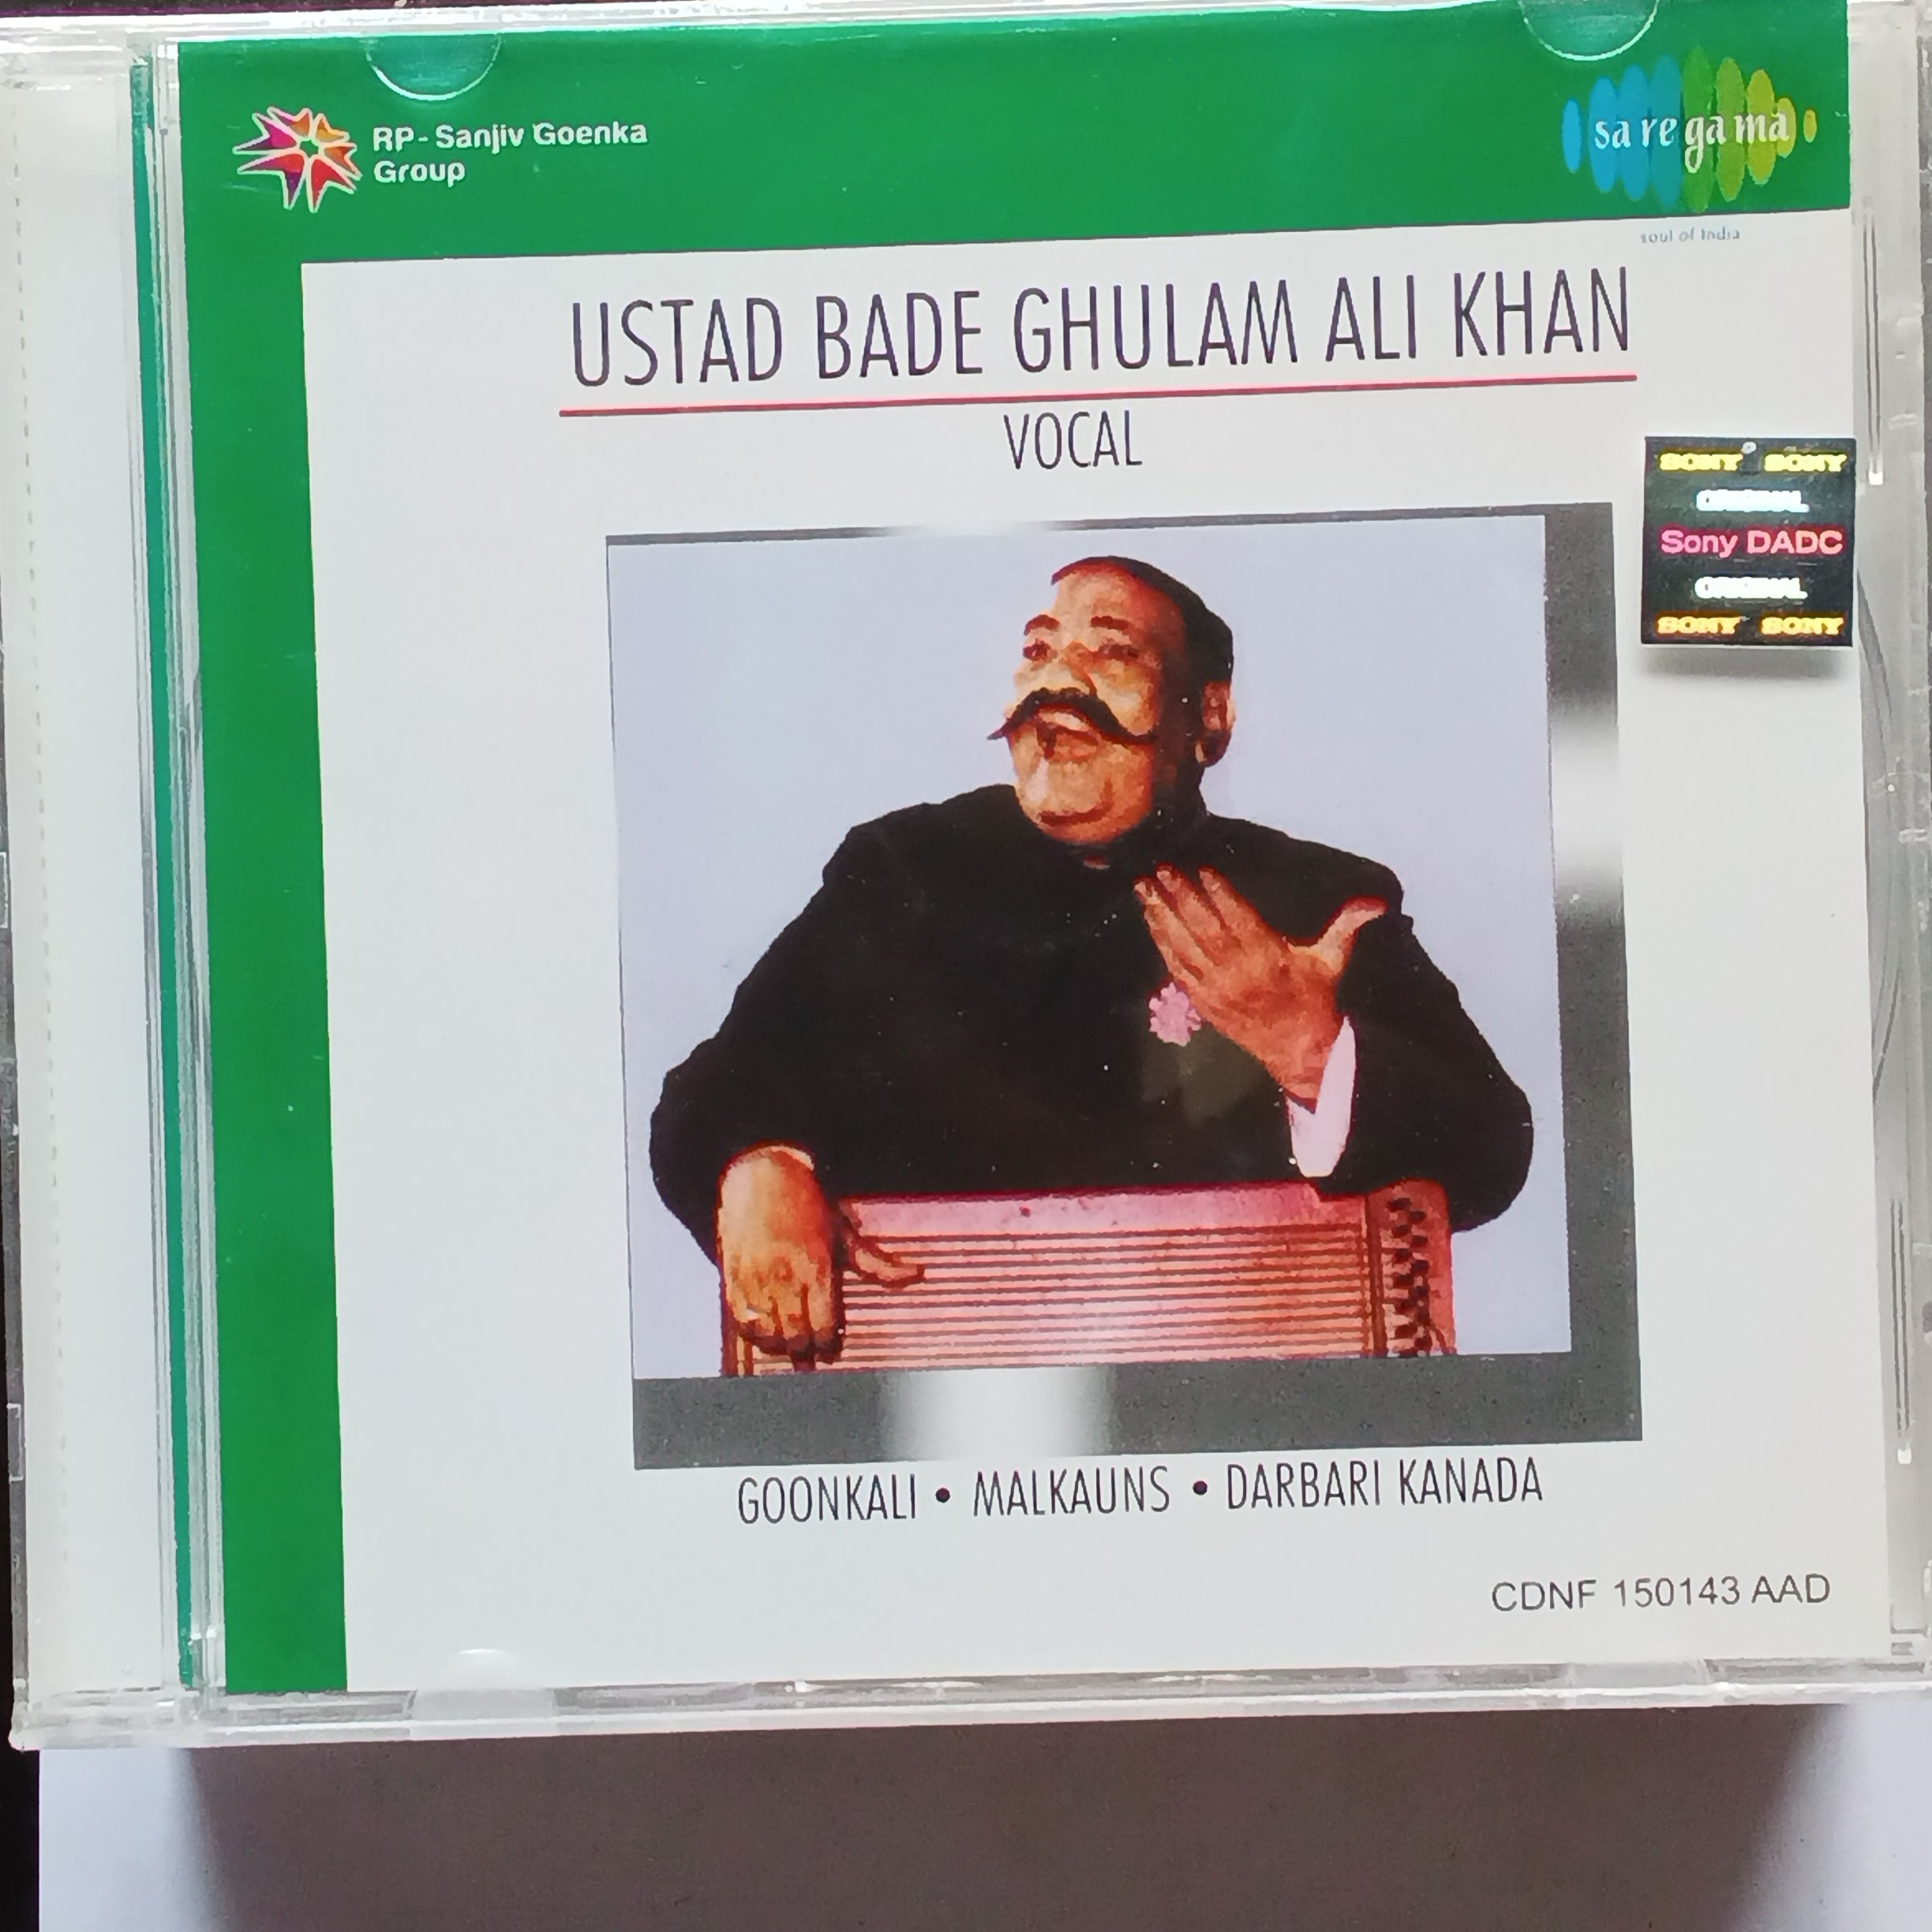 RP-Sanjiv Goenka
Group
sa re ga ma
soul of India
USTAD BADE GHULAM ALI KHAN
VOCAL
SONY SONY
ORIGINAL
Sony DADC
ORIGINAL
SONY SONY
GOONKALI • MALKAUNS • DARBARI KANADA
CDNF 150143 AAD